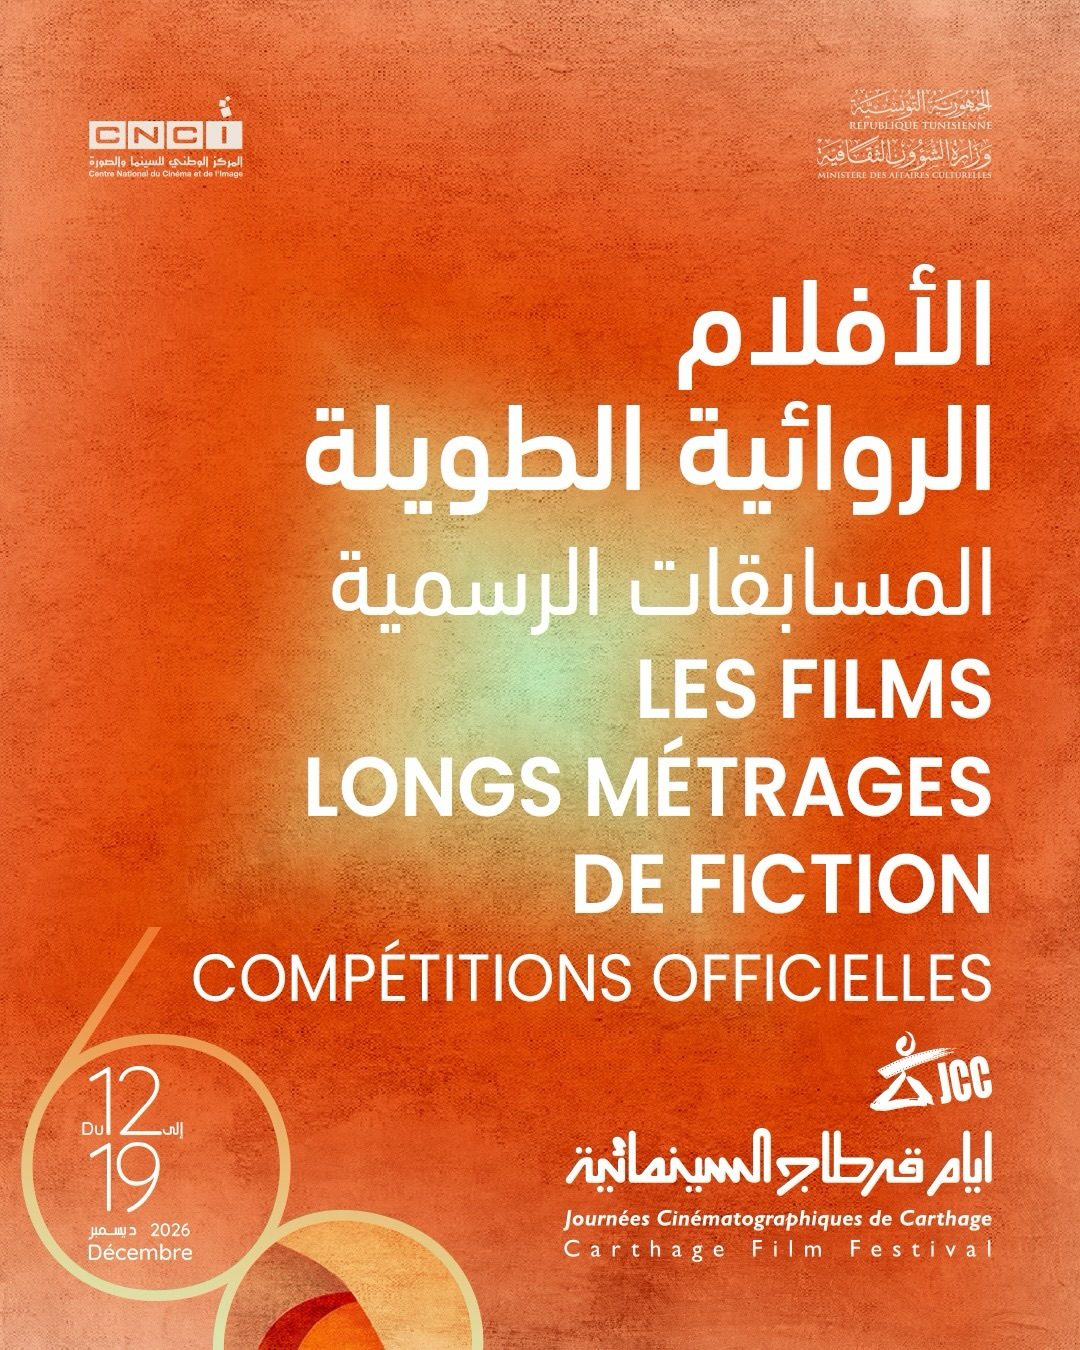 CNCI
المركز الوطني للسينما والصورة
Centre National du Cinéma et de l'Image
الجمهورية التونسية
RÉPUBLIQUE TUNISIENNE
وزارة الشؤون الثقافية
MINISTÈRE DES AFFAIRES CULTURELLES
الأفلام
الروائية الطويلة
المسابقات الرسمية
LES FILMS
LONGS MÉTRAGES
DE FICTION
COMPÉTITIONS OFFICIELLES
60
Du 12 إلى
19
ديسمبر 2026
Décembre
JCC
ايام قرطاج السينمائية
Journées Cinématographiques de Carthage
Carthage Film Festival